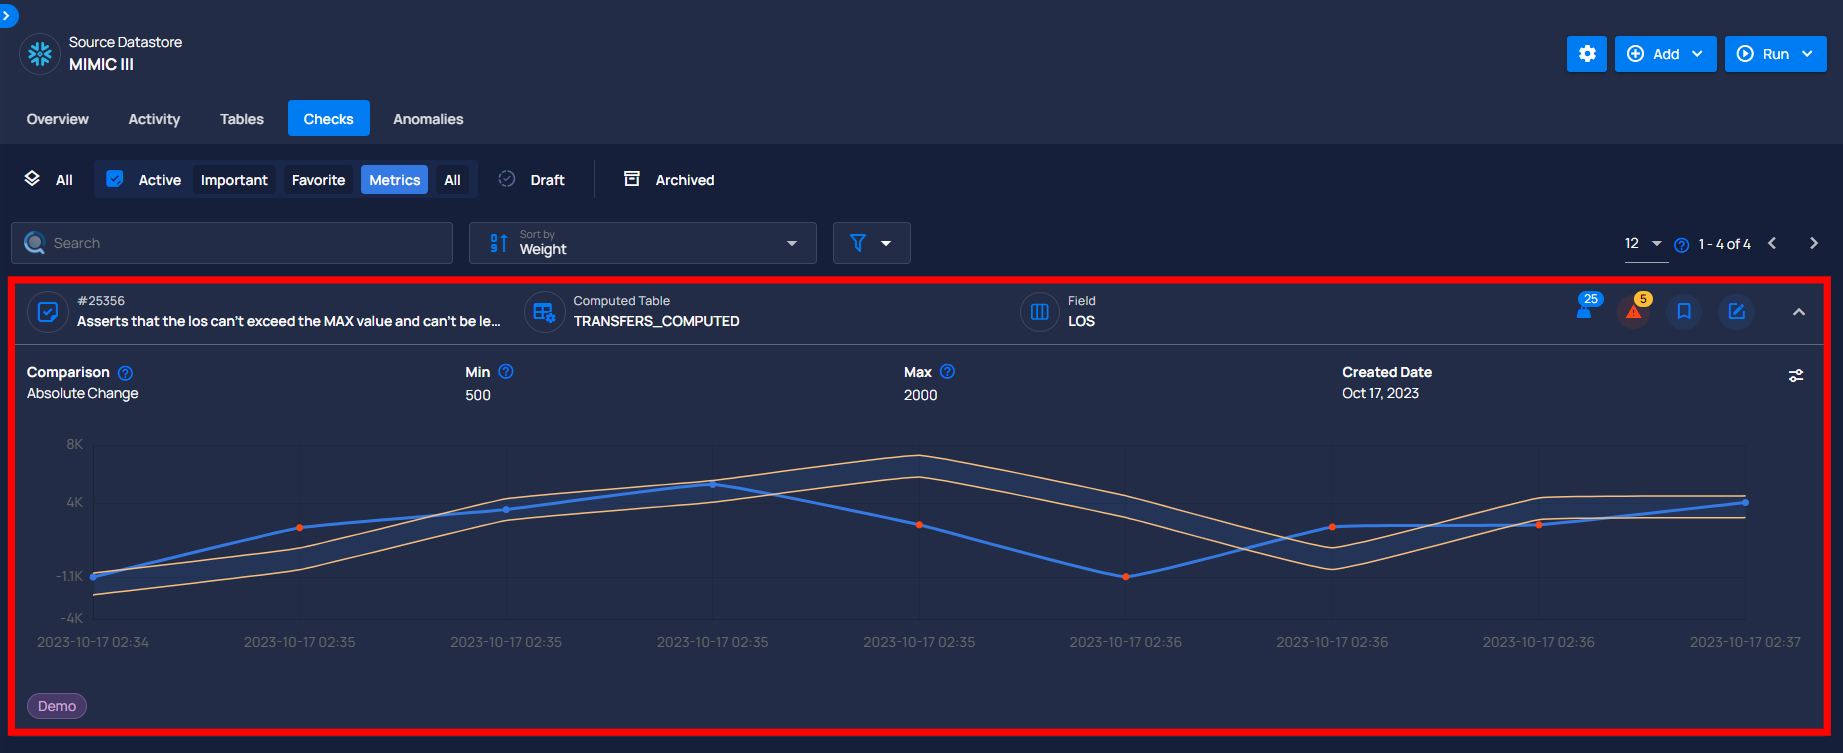 Source Datastore
MIMIC III
Add
Run
Overview
Activity
Tables
Checks
Anomalies
All
Active
Important
Favorite
Metrics
All
Draft
Archived
Search
Sort by
Weight
12
1 - 4 of 4
#25356
Asserts that the los can't exceed the MAX value and can't be le...
Computed Table
TRANSFERS_COMPUTED
Field
LOS
25
5
Comparison
Absolute Change
Min
500
Max
2000
Created Date
Oct 17, 2023
8K
4K
-1.1K
-4K
2023-10-17 02:34
2023-10-17 02:35
2023-10-17 02:35
2023-10-17 02:35
2023-10-17 02:35
2023-10-17 02:36
2023-10-17 02:36
2023-10-17 02:36
2023-10-17 02:37
Demo